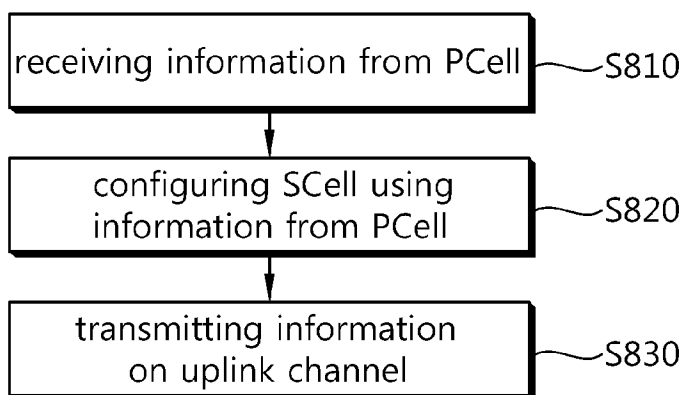 receiving information from PCell
S810
configuring SCell using
information from PCell
S820
transmitting information
on uplink channel
S830